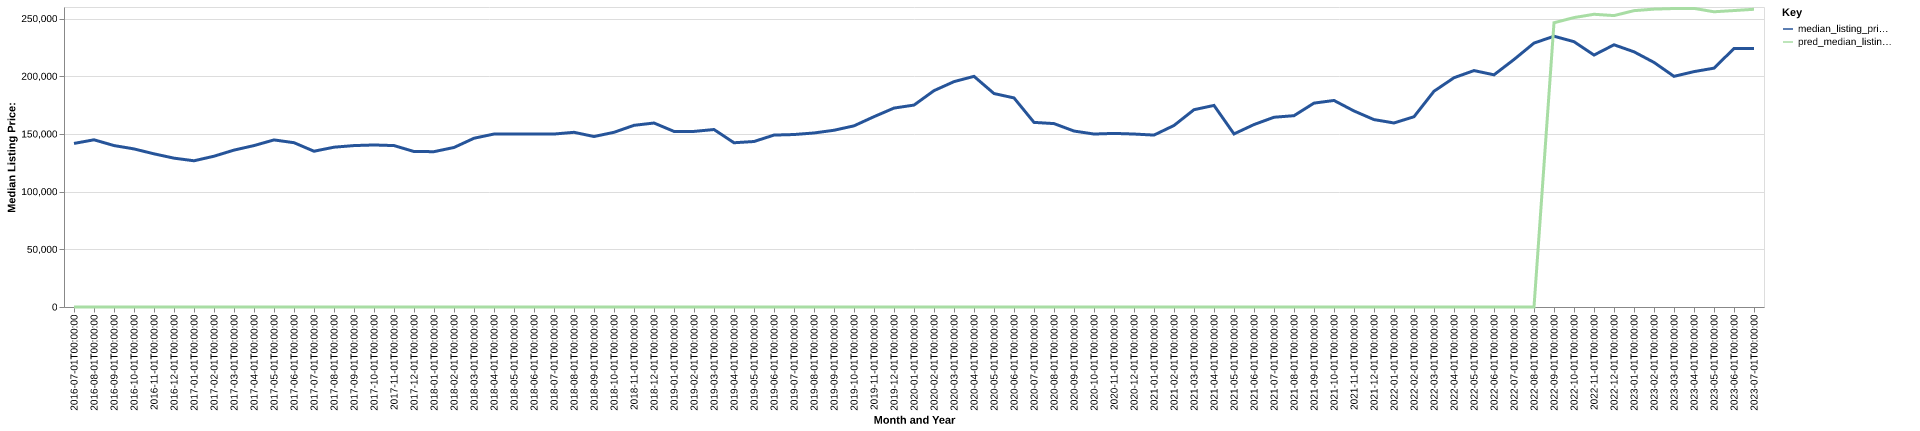 250,000
200,000
150,000
100,000
50,000
0
Median Listing Price:
2016-07-01T00:00:00
2016-08-01T00:00:00
2016-09-01T00:00:00
2016-10-01T00:00:00
2016-11-01T00:00:00
2016-12-01T00:00:00
2017-01-01T00:00:00
2017-02-01T00:00:00
2017-03-01T00:00:00
2017-04-01T00:00:00
2017-05-01T00:00:00
2017-06-01T00:00:00
2017-07-01T00:00:00
2017-08-01T00:00:00
2017-09-01T00:00:00
2017-10-01T00:00:00
2017-11-01T00:00:00
2017-12-01T00:00:00
2018-01-01T00:00:00
2018-02-01T00:00:00
2018-03-01T00:00:00
2018-04-01T00:00:00
2018-05-01T00:00:00
2018-06-01T00:00:00
2018-07-01T00:00:00
2018-08-01T00:00:00
2018-09-01T00:00:00
2018-10-01T00:00:00
2018-11-01T00:00:00
2018-12-01T00:00:00
2019-01-01T00:00:00
2019-02-01T00:00:00
2019-03-01T00:00:00
2019-04-01T00:00:00
2019-05-01T00:00:00
2019-06-01T00:00:00
2019-07-01T00:00:00
2019-08-01T00:00:00
2019-09-01T00:00:00
2019-10-01T00:00:00
2019-11-01T00:00:00
2019-12-01T00:00:00
2020-01-01T00:00:00
2020-02-01T00:00:00
2020-03-01T00:00:00
2020-04-01T00:00:00
2020-05-01T00:00:00
2020-06-01T00:00:00
2020-07-01T00:00:00
2020-08-01T00:00:00
2020-09-01T00:00:00
2020-10-01T00:00:00
2020-11-01T00:00:00
2020-12-01T00:00:00
2021-01-01T00:00:00
2021-02-01T00:00:00
2021-03-01T00:00:00
2021-04-01T00:00:00
2021-05-01T00:00:00
2021-06-01T00:00:00
2021-07-01T00:00:00
2021-08-01T00:00:00
2021-09-01T00:00:00
2021-10-01T00:00:00
2021-11-01T00:00:00
2021-12-01T00:00:00
2022-01-01T00:00:00
2022-02-01T00:00:00
2022-03-01T00:00:00
2022-04-01T00:00:00
2022-05-01T00:00:00
2022-06-01T00:00:00
2022-07-01T00:00:00
2022-08-01T00:00:00
2022-09-01T00:00:00
2022-10-01T00:00:00
2022-11-01T00:00:00
2022-12-01T00:00:00
2023-01-01T00:00:00
2023-02-01T00:00:00
2023-03-01T00:00:00
2023-04-01T00:00:00
2023-05-01T00:00:00
2023-06-01T00:00:00
2023-07-01T00:00:00
Month and Year
Key
median_listing_pri…
pred_median_listin…